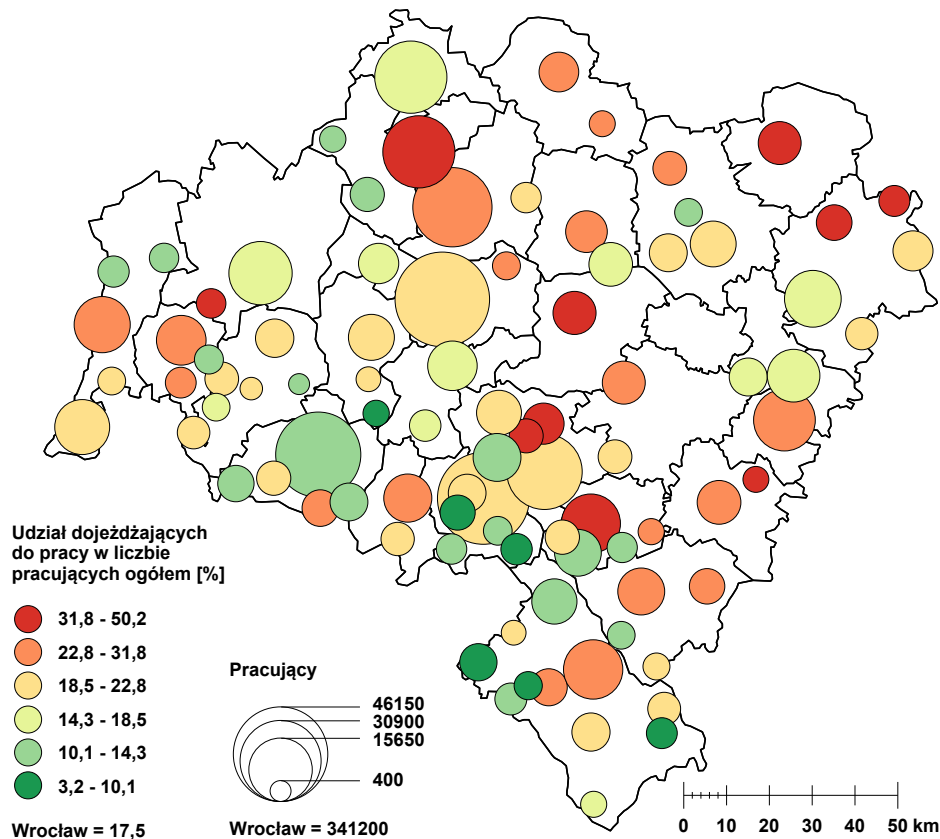 Udział dojeżdżających
do pracy w liczbie
pracujących ogółem [%]
31,8 - 50,2
22,8 - 31,8
18,5 - 22,8
14,3 - 18,5
10,1 - 14,3
3,2 - 10,1
Wrocław = 17,5
Pracujący
46150
30900
15650
400
Wrocław = 341200
0 10 20 30 40 50 km